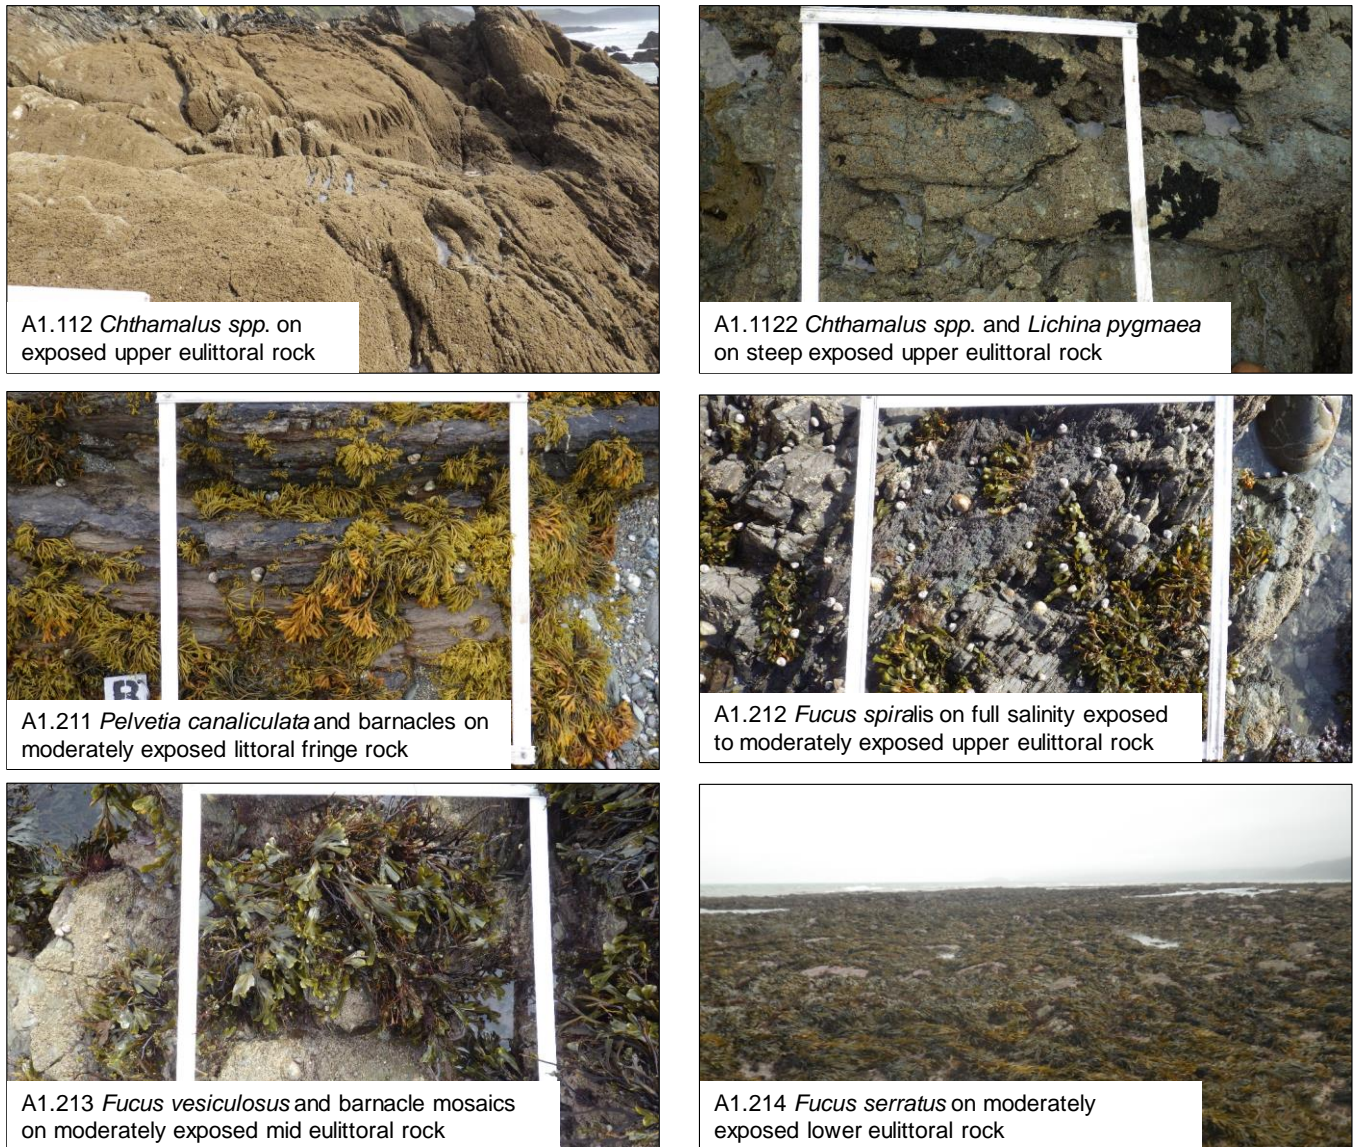 A1.112 Chthamalus spp. on
exposed upper eulittoral rock
A1.1122 Chthamalus spp. and Lichina pygmaea
on steep exposed upper eulittoral rock
A1.211 Pelvetia canaliculata and barnacles on
moderately exposed littoral fringe rock
A1.212 Fucus spiralis on full salinity exposed
to moderately exposed upper eulittoral rock
A1.213 Fucus vesiculosus and barnacle mosaics
on moderately exposed mid eulittoral rock
A1.214 Fucus serratus on moderately
exposed lower eulittoral rock